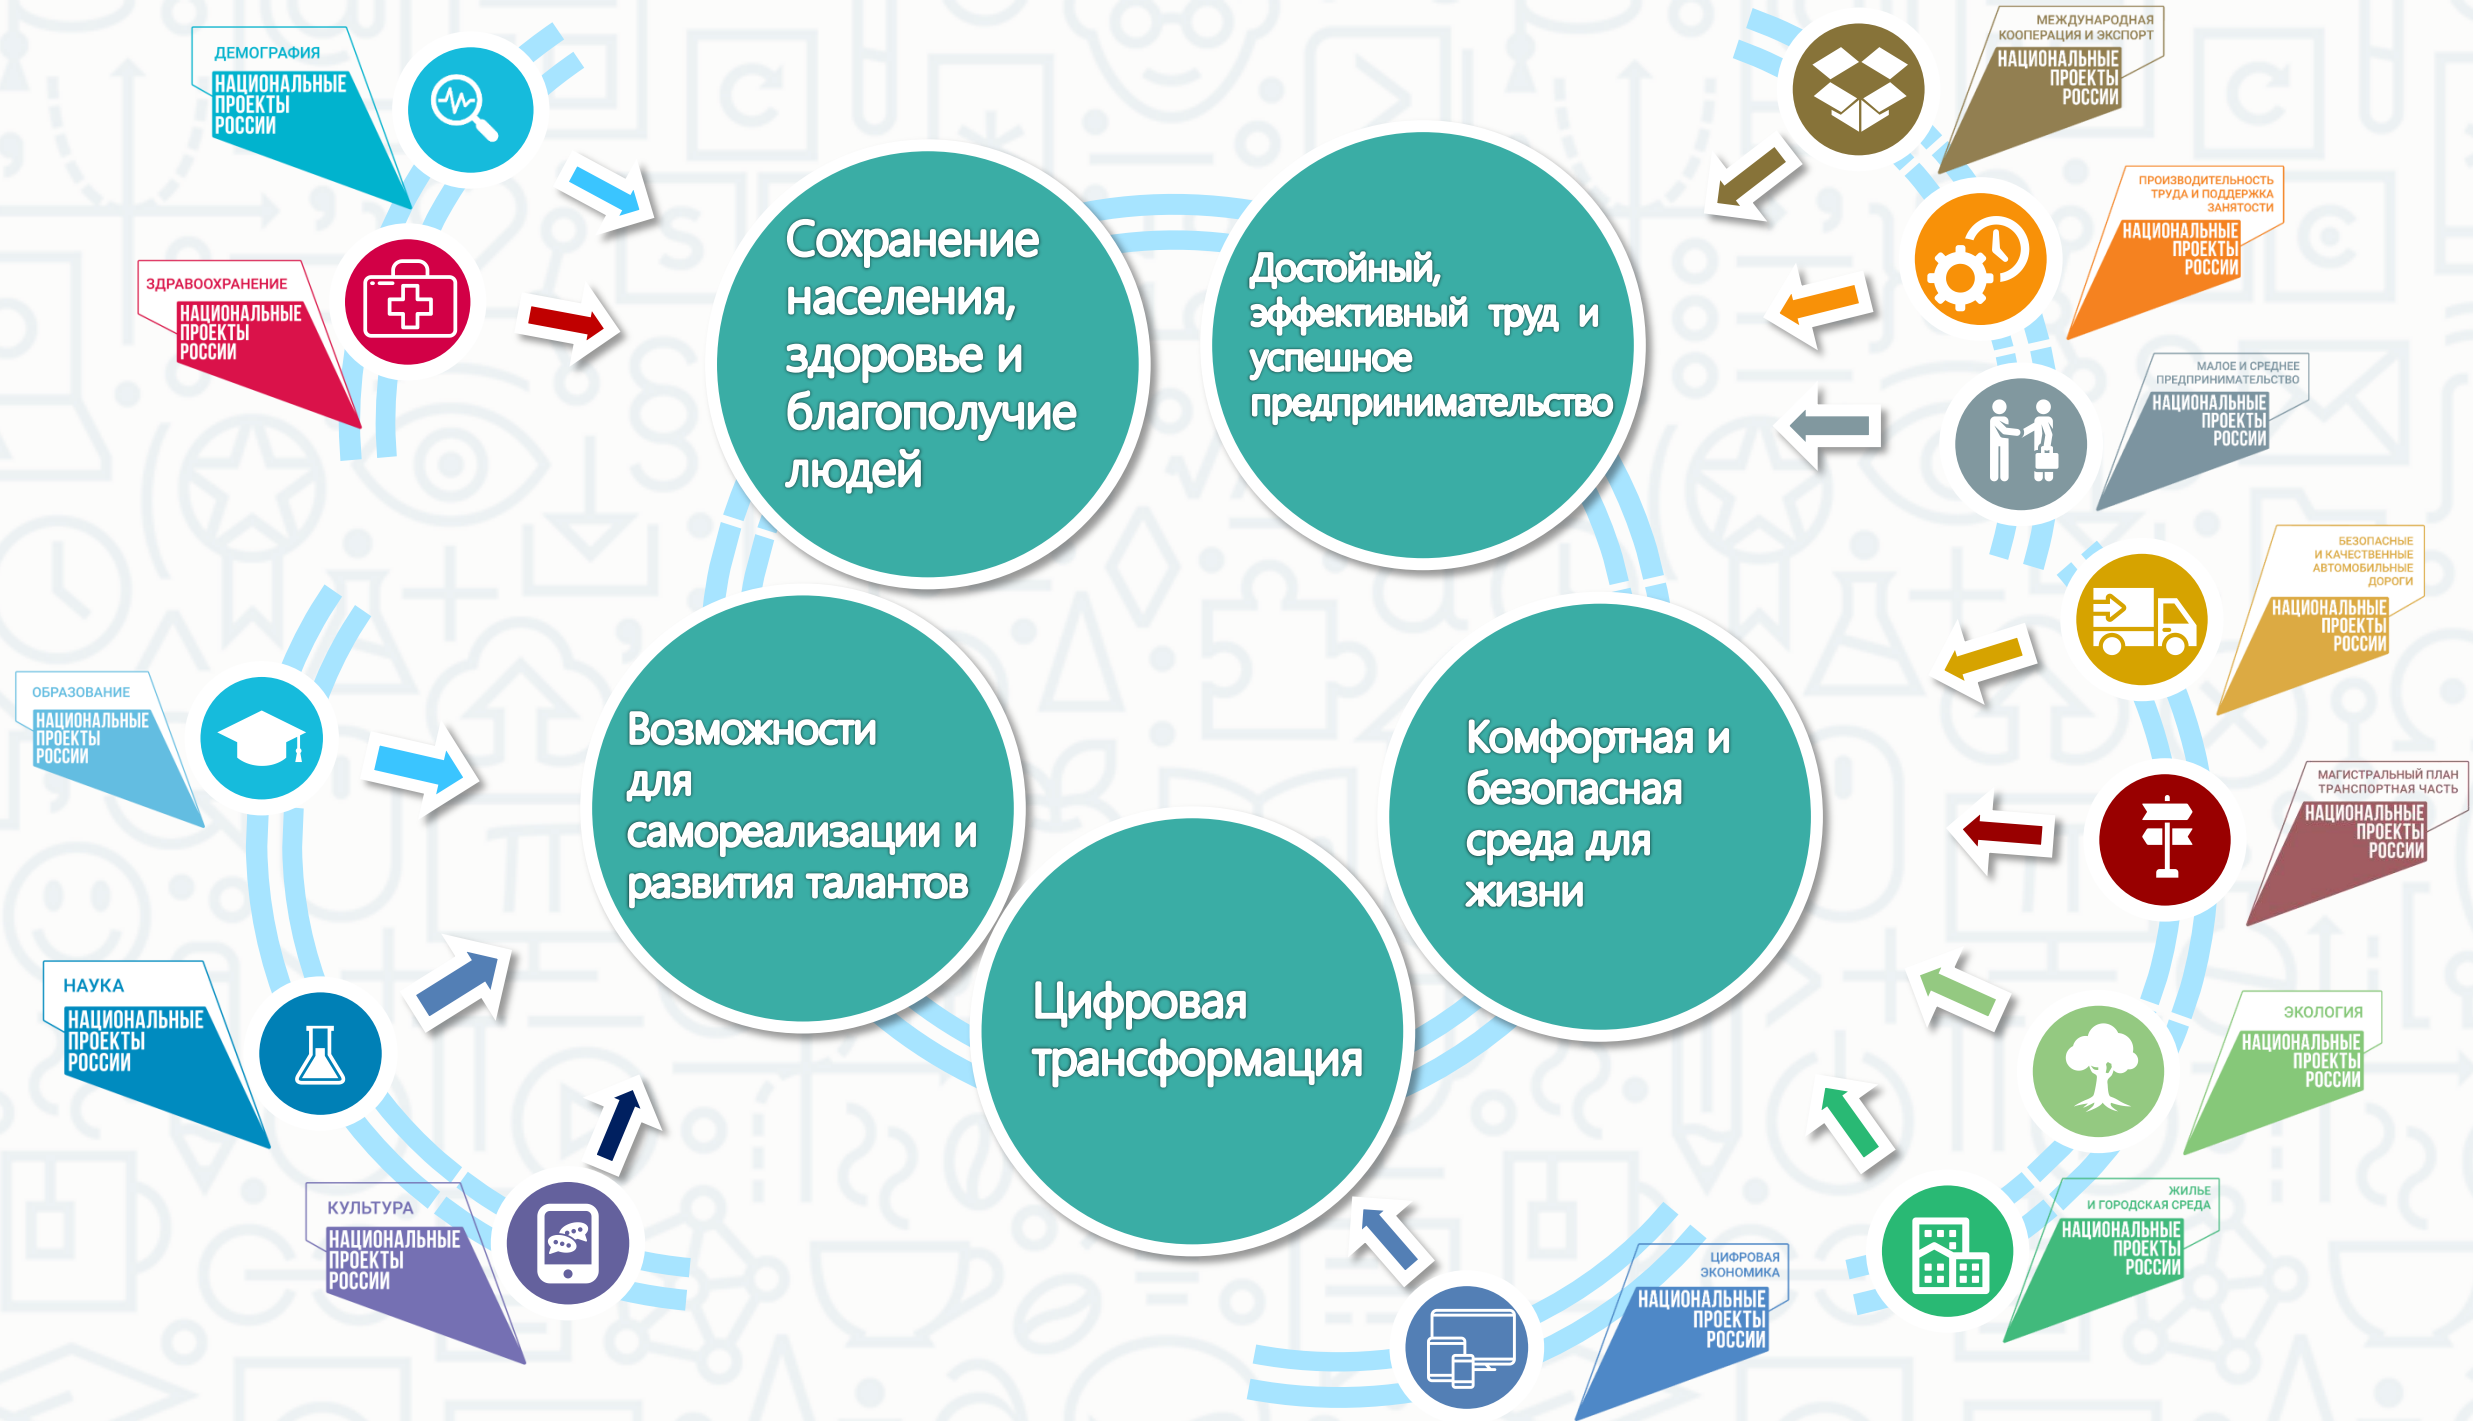 ДЕМОГРАФИЯ
НАЦИОНАЛЬНЫЕ
ПРОЕКТЫ
РОССИИ
ЗДРАВООХРАНЕНИЕ
НАЦИОНАЛЬНЫЕ
ПРОЕКТЫ
РОССИИ
Сохранение
населения,
здоровье и
благополучие
людей
Достойный,
эффективный труд и
успешное
предпринимательство
МЕЖДУНАРОДНАЯ
КООПЕРАЦИЯ И ЭКСПОРТ
НАЦИОНАЛЬНЫЕ
ПРОЕКТЫ
РОССИИ
ПРОИЗВОДИТЕЛЬНОСТЬ
ТРУДА И ПОДДЕРЖКА
ЗАНЯТОСТИ
НАЦИОНАЛЬНЫЕ
ПРОЕКТЫ
РОССИИ
МАЛОЕ И СРЕДНЕЕ
ПРЕДПРИНИМАТЕЛЬСТВО
НАЦИОНАЛЬНЫЕ
ПРОЕКТЫ
РОССИИ
ОБРАЗОВАНИЕ
НАЦИОНАЛЬНЫЕ
ПРОЕКТЫ
РОССИИ
НАУКА
НАЦИОНАЛЬНЫЕ
ПРОЕКТЫ
РОССИИ
КУЛЬТУРА
НАЦИОНАЛЬНЫЕ
ПРОЕКТЫ
РОССИИ
Возможности
для
самореализации и
развития талантов
Цифровая
трансформация
Комфортная и
безопасная
среда для
жизни
БЕЗОПАСНЫЕ
И КАЧЕСТВЕННЫЕ
АВТОМОБИЛЬНЫЕ
ДОРОГИ
НАЦИОНАЛЬНЫЕ
ПРОЕКТЫ
РОССИИ
МАГИСТРАЛЬНЫЙ ПЛАН
ТРАНСПОРТНАЯ ЧАСТЬ
НАЦИОНАЛЬНЫЕ
ПРОЕКТЫ
РОССИИ
ЭКОЛОГИЯ
НАЦИОНАЛЬНЫЕ
ПРОЕКТЫ
РОССИИ
ЖИЛЬЕ
И ГОРОДСКАЯ СРЕДА
НАЦИОНАЛЬНЫЕ
ПРОЕКТЫ
РОССИИ
ЦИФРОВАЯ
ЭКОНОМИКА
НАЦИОНАЛЬНЫЕ
ПРОЕКТЫ
РОССИИ